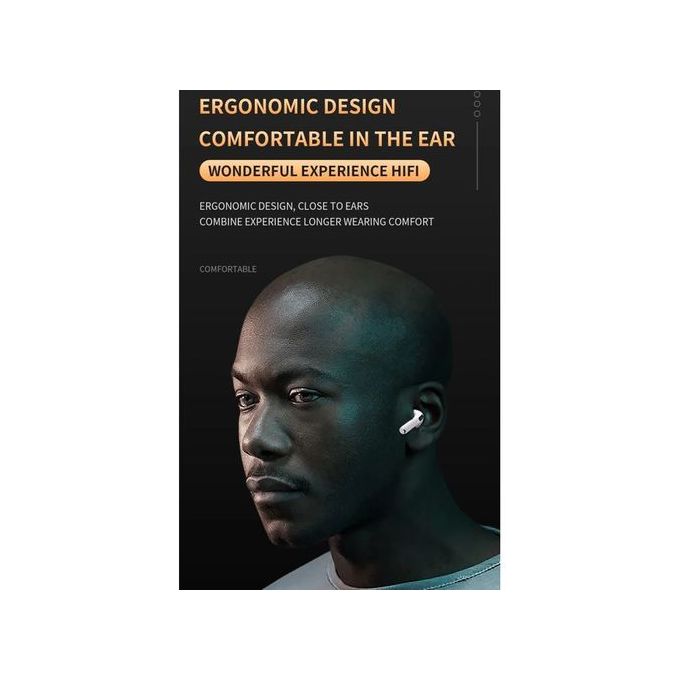 ERGONOMIC DESIGN
COMFORTABLE IN THE EAR
WONDERFUL EXPERIENCE HIFI
ERGONOMIC DESIGN, CLOSE TO EARS
COMBINE EXPERIENCE LONGER WEARING COMFORT
COMFORTABLE